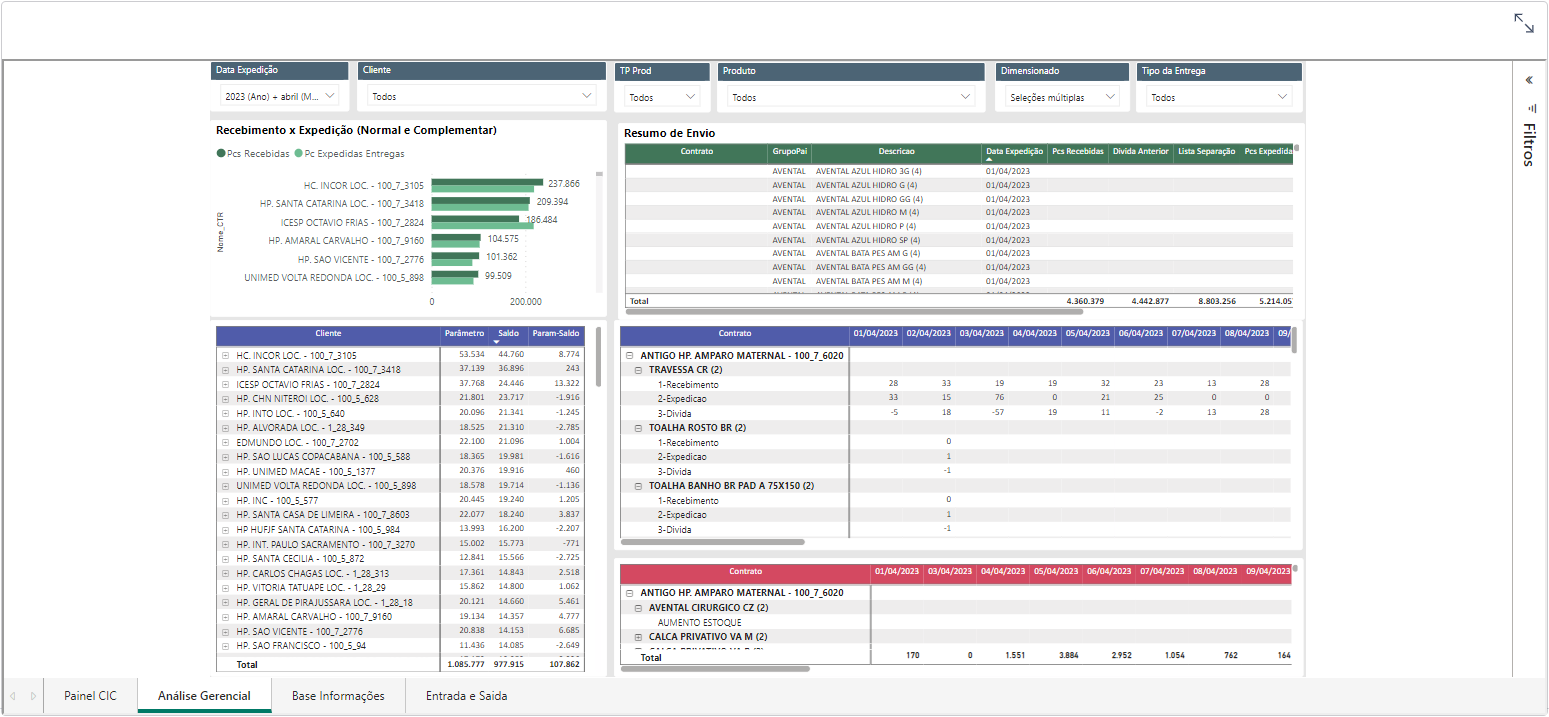 Data Expedição
2023 (Ano) + abril (M...
Cliente
Todos
TP Prod
Todos
Produto
Todos
Dimensionado
Seleções múltiplas
Tipo da Entrega
Todos
Filtros
Recebimento x Expedição (Normal e Complementar)
Pcs Recebidas Pc Expedidas Entregas
Nome_CTR
HC. INCOR LOC. - 100_7_3105 237.866
HP. SANTA CATARINA LOC. - 100_7_3418 209.394
ICESP OCTAVIO FRIAS - 100_7_2824 186.484
HP. AMARAL CARVALHO - 100_7_9160 104.575
HP. SAO VICENTE - 100_7_2776 101.362
UNIMED VOLTA REDONDA LOC. - 100_5_898 99.509
0 200.000
Resumo de Envio
Contrato GrupoPai Descricao Data Expedição Pcs Recebidas Divida Anterior Lista Separação Pcs Expedida
AVENTAL AVENTAL AZUL HIDRO 3G (4) 01/04/2023
AVENTAL AVENTAL AZUL HIDRO G (4) 01/04/2023
AVENTAL AVENTAL AZUL HIDRO GG (4) 01/04/2023
AVENTAL AVENTAL AZUL HIDRO M (4) 01/04/2023
AVENTAL AVENTAL AZUL HIDRO P (4) 01/04/2023
AVENTAL AVENTAL AZUL HIDRO SP (4) 01/04/2023
AVENTAL AVENTAL BATA PES AM G (4) 01/04/2023
AVENTAL AVENTAL BATA PES AM GG (4) 01/04/2023
AVENTAL AVENTAL BATA PES AM M (4) 01/04/2023
Total 4.360.379 4.442.877 8.803.256 5.214.05
Cliente Parâmetro Saldo Param-Saldo
HC. INCOR LOC. - 100_7_3105 53.534 44.760 8.774
HP. SANTA CATARINA LOC. - 100_7_3418 37.139 36.896 243
ICESP OCTAVIO FRIAS - 100_7_2824 37.768 24.446 13.322
HP. CHN NITEROI LOC. - 100_5_628 21.801 23.717 -1.916
HP. INTO LOC. - 100_5_640 20.096 21.341 -1.245
HP. ALVORADA LOC. - 1_28_349 18.525 21.310 -2.785
EDMUNDO LOC. - 100_7_2702 22.100 21.096 1.004
HP. SAO LUCAS COPACABANA - 100_5_588 18.365 19.981 -1.616
HP. UNIMED MACAE - 100_5_1377 20.376 19.916 460
UNIMED VOLTA REDONDA LOC. - 100_5_898 18.578 19.714 -1.136
HP. INC - 100_5_577 20.445 19.240 1.205
HP. SANTA CASA DE LIMEIRA - 100_7_8603 22.077 18.240 3.837
HP HUFJF SANTA CATARINA - 100_5_984 13.993 16.200 -2.207
HP. INT. PAULO SACRAMENTO - 100_7_3270 15.002 15.773 -771
HP. SANTA CECILIA - 100_5_872 12.841 15.566 -2.725
HP. CARLOS CHAGAS LOC. - 1_28_313 17.361 14.843 2.518
HP. VITORIA TATUAPE LOC. - 1_28_29 15.862 14.800 1.062
HP. GERAL DE PIRAJUSSARA LOC. - 1_28_18 20.121 14.660 5.461
HP. AMARAL CARVALHO - 100_7_9160 19.134 14.357 4.777
HP. SAO VICENTE - 100_7_2776 20.838 14.153 6.685
HP. SAO FRANCISCO - 100_5_94 11.436 14.085 -2.649
Total 1.085.777 977.915 107.862
Contrato 01/04/2023 02/04/2023 03/04/2023 04/04/2023 05/04/2023 06/04/2023 07/04/2023 08/04/2023 09/
ANTIGO HP. AMPARO MATERNAL - 100_7_6020
TRAVESSA CR (2)
1-Recebimento 28 33 19 19 32 23 13 28
2-Expedicao 33 15 76 0 21 25 0 0
3-Divida -5 18 -57 19 11 -2 13 28
TOALHA ROSTO BR (2)
1-Recebimento 0
2-Expedicao 1
3-Divida -1
TOALHA BANHO BR PAD A 75X150 (2)
1-Recebimento 0
2-Expedicao 1
3-Divida -1
Contrato 01/04/2023 03/04/2023 04/04/2023 05/04/2023 06/04/2023 07/04/2023 08/04/2023 09/04/2023
ANTIGO HP. AMPARO MATERNAL - 100_7_6020
AVENTAL CIRURGICO CZ (2)
AUMENTO ESTOQUE
CALCA PRIVATIVO VA M (2)
Total 170 0 1.551 3.884 2.952 1.054 762 164
Painel CIC Análise Gerencial Base Informações Entrada e Saida